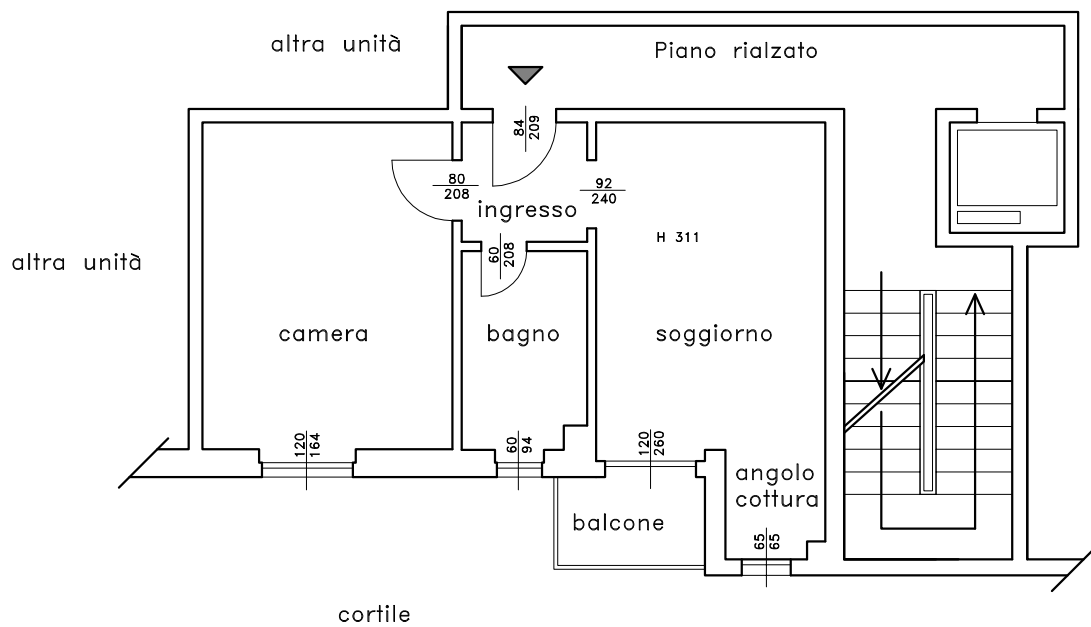 altra unità
Piano rialzato
84
209
80
208
92
240
ingresso
H 311
60
208
altra unità
camera
bagno
soggiorno
120
164
60
94
120
260
angolo
cottura
balcone
65
65
cortile